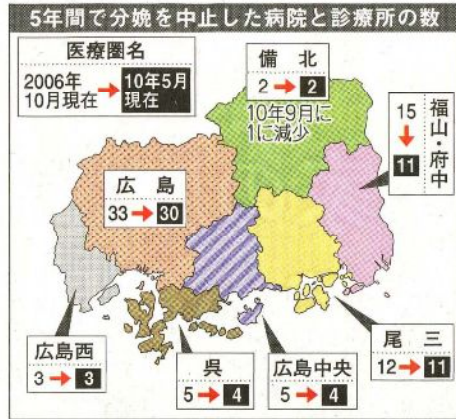 5年間で分娩を中止した病院と診療所の数
医療圏名
2006年
10月現在
→
10年5月
現在
備北
2→2
10年9月に
1に減少
福山・府中
15
↓
11
広島
33→30
広島西
3→3
呉
5→4
広島中央
5→4
尾三
12→11